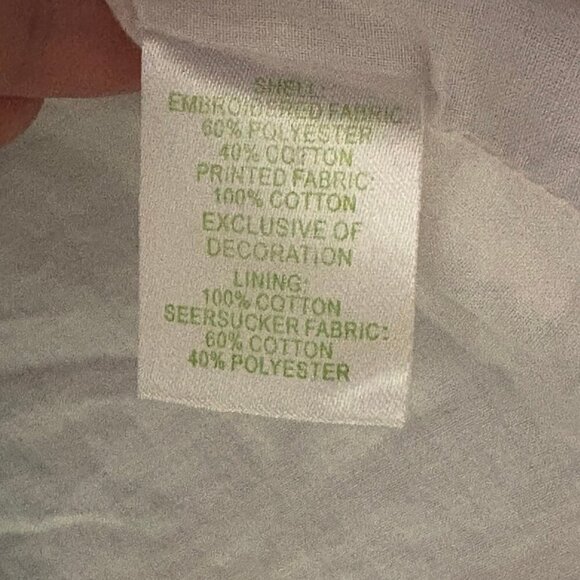 SHELL:
EMBROIDERED FABRIC:
60% POLYESTER
40% COTTON
PRINTED FABRIC:
100% COTTON
EXCLUSIVE OF
DECORATION
LINING:
100% COTTON
SEERSUCKER FABRIC:
60% COTTON
40% POLYESTER